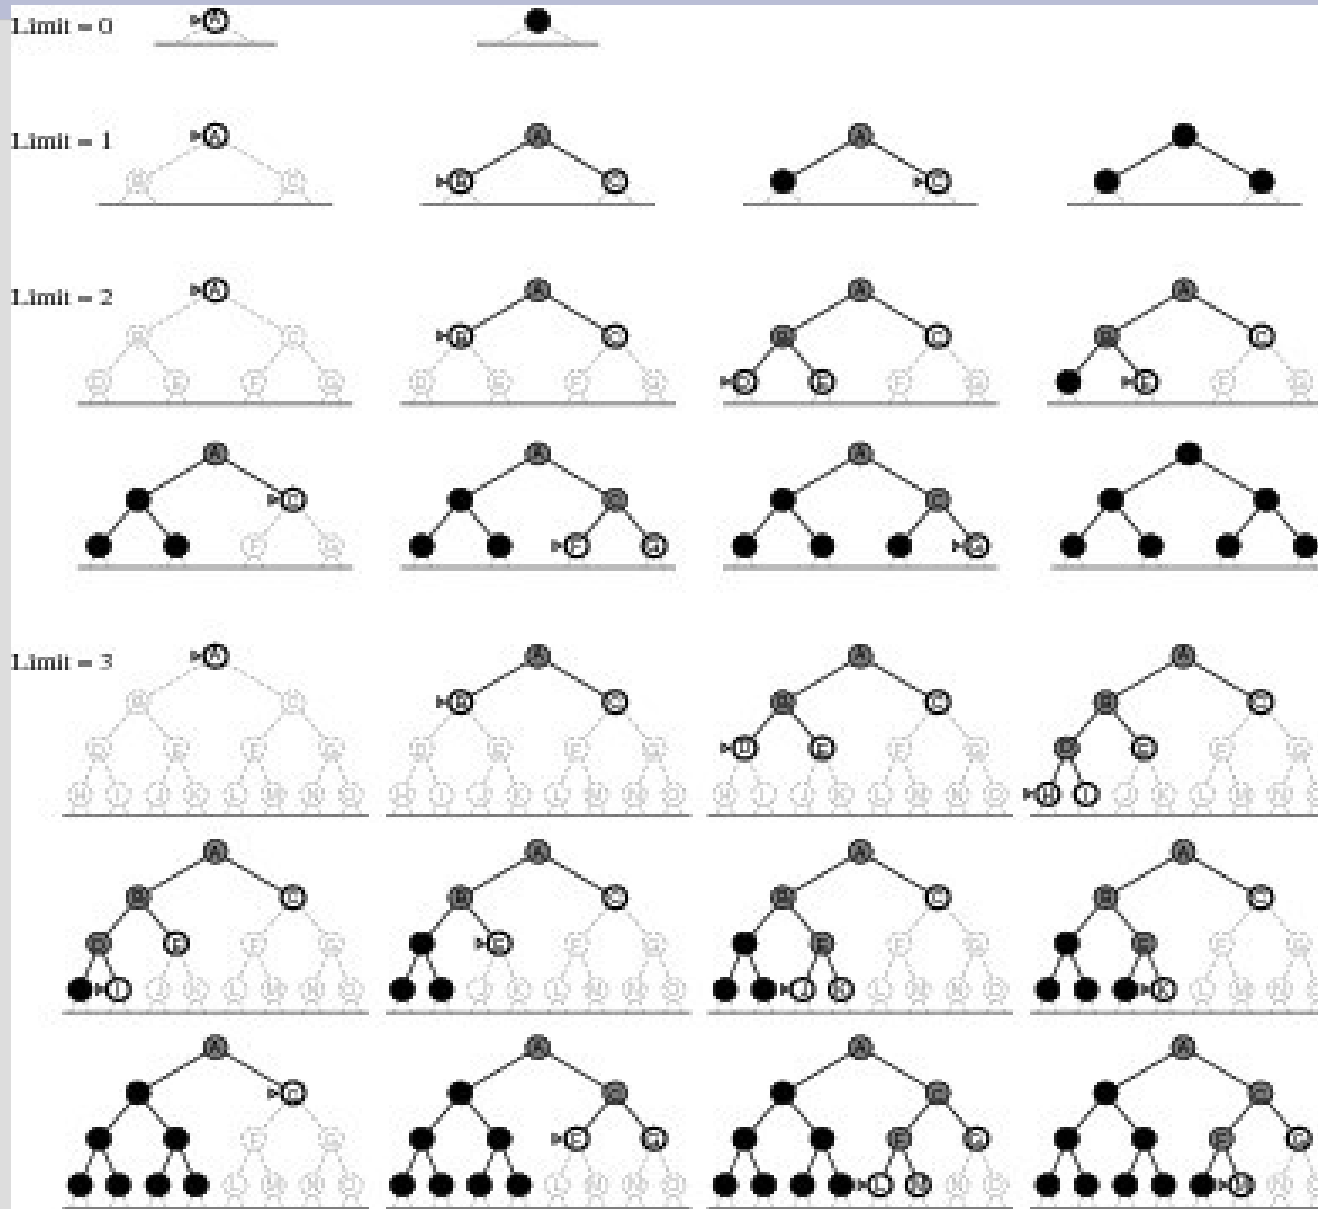 Limit = 0 A
Limit = 1 A A A
B C B C C
Limit = 2 A A A A
B C B C B C B C
D E F G D E F G D E F G E F G
A A A
C C C
F G F G G
Limit = 3 A A A A
B C B C B C B C
D E F G D E F G D E F G D E F G
H I J K L M N O H I J K L M N O H I J K L M N O H I J K L M N
A A A A
B C B C B C B C
D E F G E F G E F G E F G
I J K L M N O J K L M N O J K L M N O K L M N
A A A A
C C C C
F G F G F G F G
L M N O L M N O L M N O M N